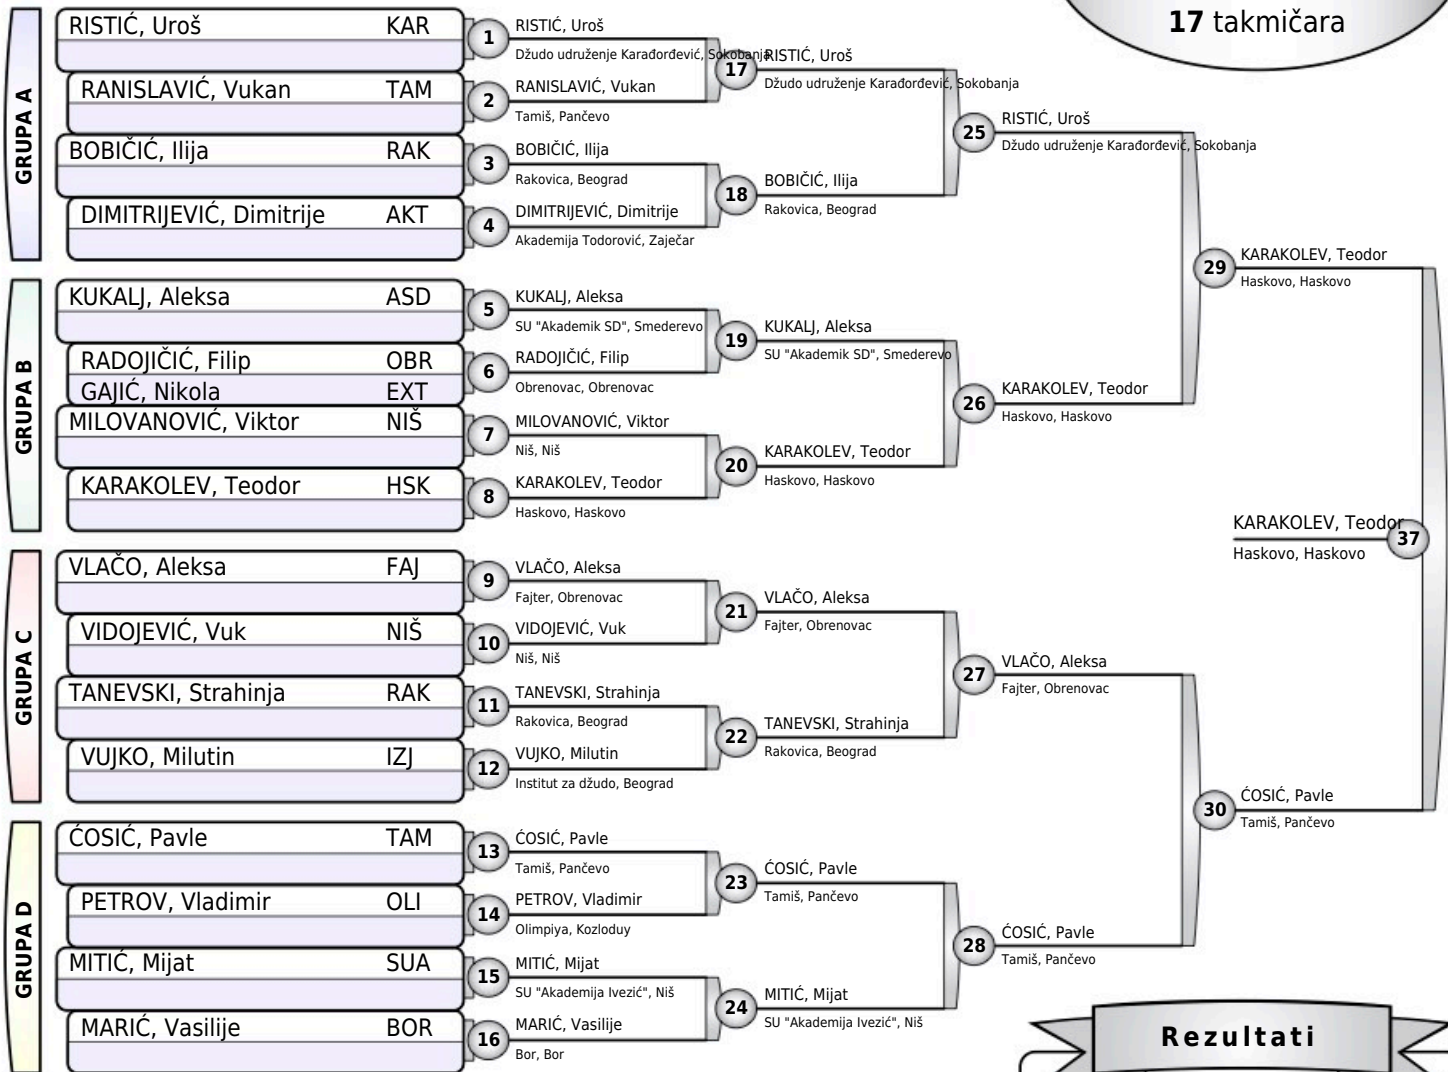 17 takmičara
GRUPA A
RISTIĆ, Uroš KAR
RANISLAVIĆ, Vukan TAM
BOBIČIĆ, Ilija RAK
DIMITRIJEVIĆ, Dimitrije AKT
GRUPA B
KUKALJ, Aleksa ASD
RADOJIČIĆ, Filip OBR
GAJIĆ, Nikola EXT
MILOVANOVIĆ, Viktor NIŠ
KARAKOLEV, Teodor HSK
GRUPA C
VLAČO, Aleksa FAJ
VIDOJEVIĆ, Vuk NIŠ
TANEVSKI, Strahinja RAK
VUJKO, Milutin IZJ
GRUPA D
ĆOSIĆ, Pavle TAM
PETROV, Vladimir OLI
MITIĆ, Mijat SUA
MARIĆ, Vasilije BOR
1 RISTIĆ, Uroš
Džudo udruženje Karađorđević, Sokobanja
2 RANISLAVIĆ, Vukan
Tamiš, Pančevo
3 BOBIČIĆ, Ilija
Rakovica, Beograd
4 DIMITRIJEVIĆ, Dimitrije
Akademija Todorović, Zaječar
5 KUKALJ, Aleksa
SU "Akademik SD", Smederevo
6 RADOJIČIĆ, Filip
Obrenovac, Obrenovac
7 MILOVANOVIĆ, Viktor
Niš, Niš
8 KARAKOLEV, Teodor
Haskovo, Haskovo
9 VLAČO, Aleksa
Fajter, Obrenovac
10 VIDOJEVIĆ, Vuk
Niš, Niš
11 TANEVSKI, Strahinja
Rakovica, Beograd
12 VUJKO, Milutin
Institut za džudo, Beograd
13 ĆOSIĆ, Pavle
Tamiš, Pančevo
14 PETROV, Vladimir
Olimpiya, Kozloduy
15 MITIĆ, Mijat
SU "Akademija Ivezić", Niš
16 MARIĆ, Vasilije
Bor, Bor
17 RISTIĆ, Uroš
Džudo udruženje Karađorđević, Sokobanja
18 BOBIČIĆ, Ilija
Rakovica, Beograd
19 KUKALJ, Aleksa
SU "Akademik SD", Smederevo
20 KARAKOLEV, Teodor
Haskovo, Haskovo
21 VLAČO, Aleksa
Fajter, Obrenovac
22 TANEVSKI, Strahinja
Rakovica, Beograd
23 ĆOSIĆ, Pavle
Tamiš, Pančevo
24 MITIĆ, Mijat
SU "Akademija Ivezić", Niš
25 RISTIĆ, Uroš
Džudo udruženje Karađorđević, Sokobanja
26 KARAKOLEV, Teodor
Haskovo, Haskovo
27 VLAČO, Aleksa
Fajter, Obrenovac
28 ĆOSIĆ, Pavle
Tamiš, Pančevo
29 KARAKOLEV, Teodor
Haskovo, Haskovo
30 ĆOSIĆ, Pavle
Tamiš, Pančevo
KARAKOLEV, Teodor 37
Haskovo, Haskovo
Rezultati